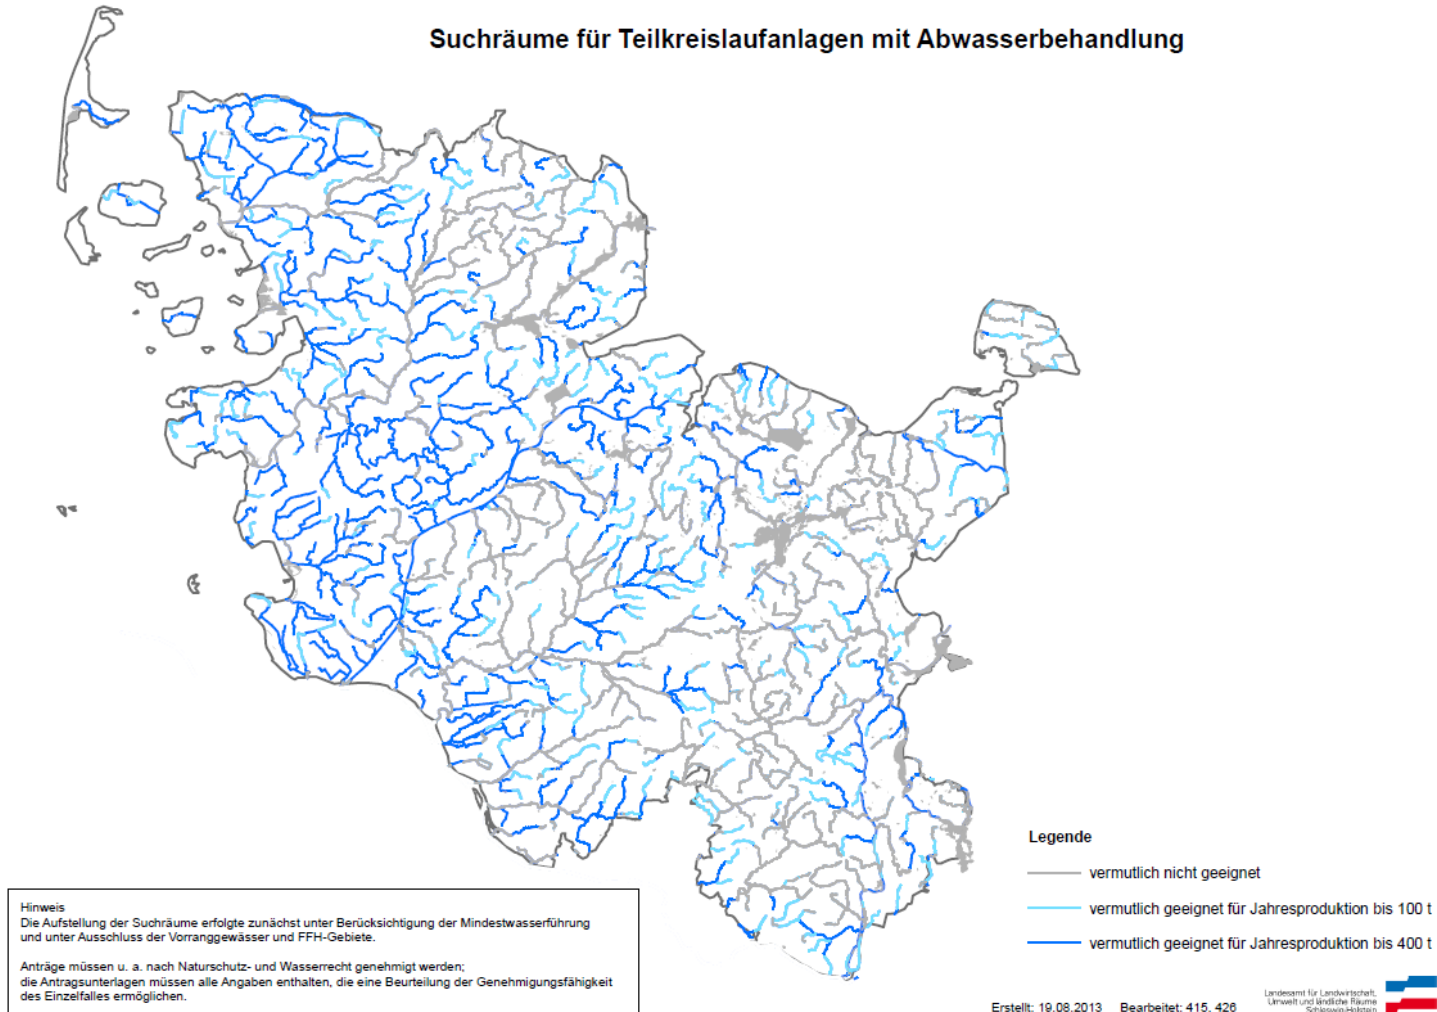 Suchräume für Teilkreislaufanlagen mit Abwasserbehandlung
Legende
vermutlich nicht geeignet
vermutlich geeignet für Jahresproduktion bis 100 t
vermutlich geeignet für Jahresproduktion bis 400 t
Hinweis
Die Aufstellung der Suchräume erfolgte zunächst unter Berücksichtigung der Mindestwasserführung
und unter Ausschluss der Vorranggewässer und FFH-Gebiete.
Anträge müssen u. a. nach Naturschutz- und Wasserrecht genehmigt werden;
die Antragsunterlagen müssen alle Angaben enthalten, die eine Beurteilung der Genehmigungsfähigkeit
des Einzelfalles ermöglichen.
Erstellt: 19.08.2013 Bearbeitet: 415, 426
Landesamt für Landwirtschaft,
Umwelt und ländliche Räume
Schleswig-Holstein